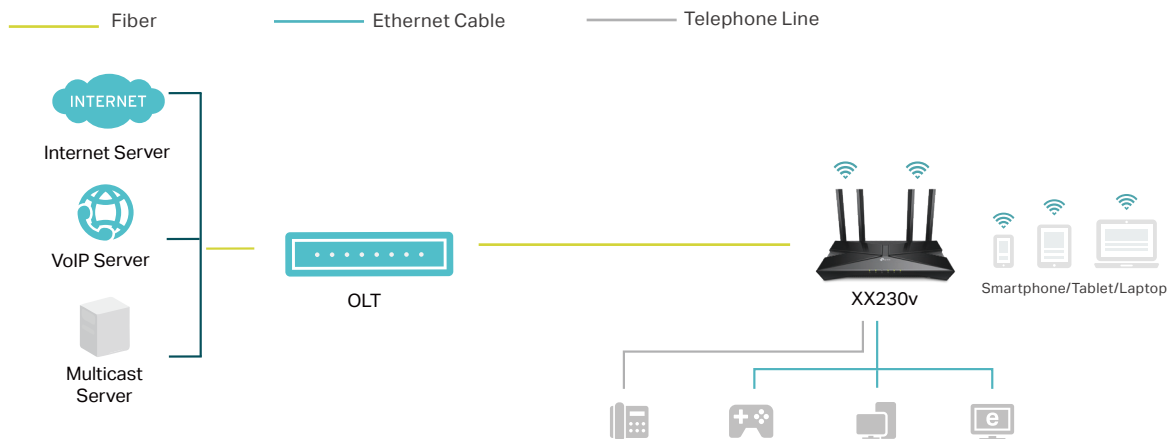 Fiber
Ethernet Cable
Telephone Line
INTERNET
Internet Server
VoIP Server
Multicast
Server
OLT
XX230v
Smartphone/Tablet/Laptop
e